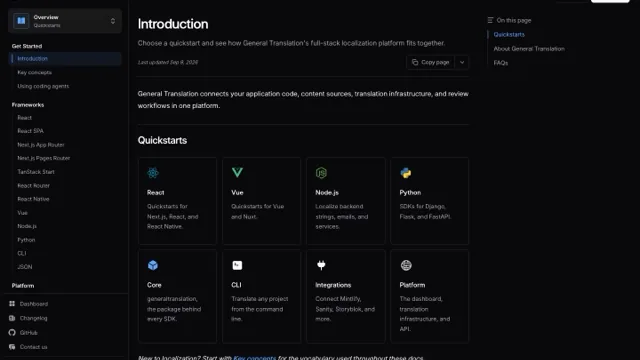 Overview
Quickstarts
Get Started
Introduction
Key concepts
Using coding agents
Frameworks
React
React SPA
Next.js App Router
Next.js Pages Router
TanStack Start
React Router
React Native
Vue
Node.js
Python
CLI
JSON
Platform
Dashboard
Changelog
GitHub
Contact us
Introduction
Choose a quickstart and see how General Translation's full-stack localization platform fits together.
Last updated Sep 9, 2026
Copy page
General Translation connects your application code, content sources, translation infrastructure, and review
workflows in one platform.
Quickstarts
React
Quickstarts for
Next.js, React, and
React Native.
Vue
Quickstarts for Vue
and Nuxt.
Node.js
Localize backend
strings, emails, and
services.
Python
SDKs for Django,
Flask, and FastAPI.
Core
generaltranslation,
the package behind
every SDK.
CLI
Translate any project
from the command
line.
Integrations
Connect Mintlify,
Sanity, Storyblok, and
more.
Platform
The dashboard,
translation
infrastructure, and
API.
New to localization? Start with Key concepts for the vocabulary used throughout these docs.
On this page
Quickstarts
About General Translation
FAQs